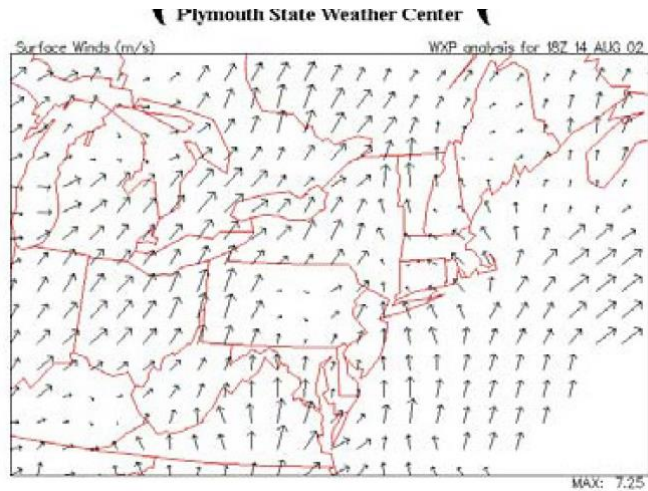 Plymouth State Weather Center
Surface Winds (m/s) WXP analysis for 18Z 14 AUG 02
MAX: 7.25